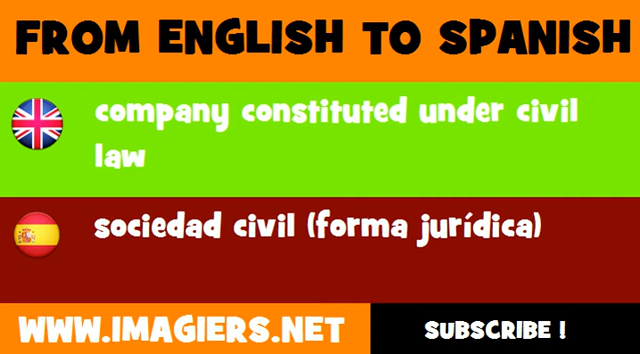 FROM ENGLISH TO SPANISH
company constituted under civil
law
sociedad civil (forma jurídica)
WWW.IMAGIERS.NET
SUBSCRIBE !